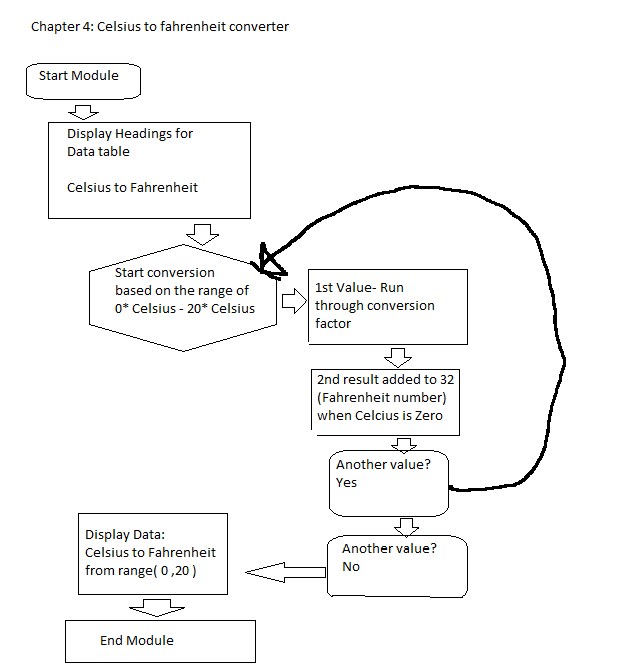 Chapter 4: Celsius to fahrenheit converter
Start Module
Display Headings for
Data table
Celsius to Fahrenheit
Start conversion
based on the range of
0* Celsius - 20* Celsius
1st Value- Run
through conversion
factor
2nd result added to 32
(Fahrenheit number)
when Celcius is Zero
Another value?
Yes
Another value?
No
Display Data:
Celsius to Fahrenheit
from range( 0 ,20 )
End Module